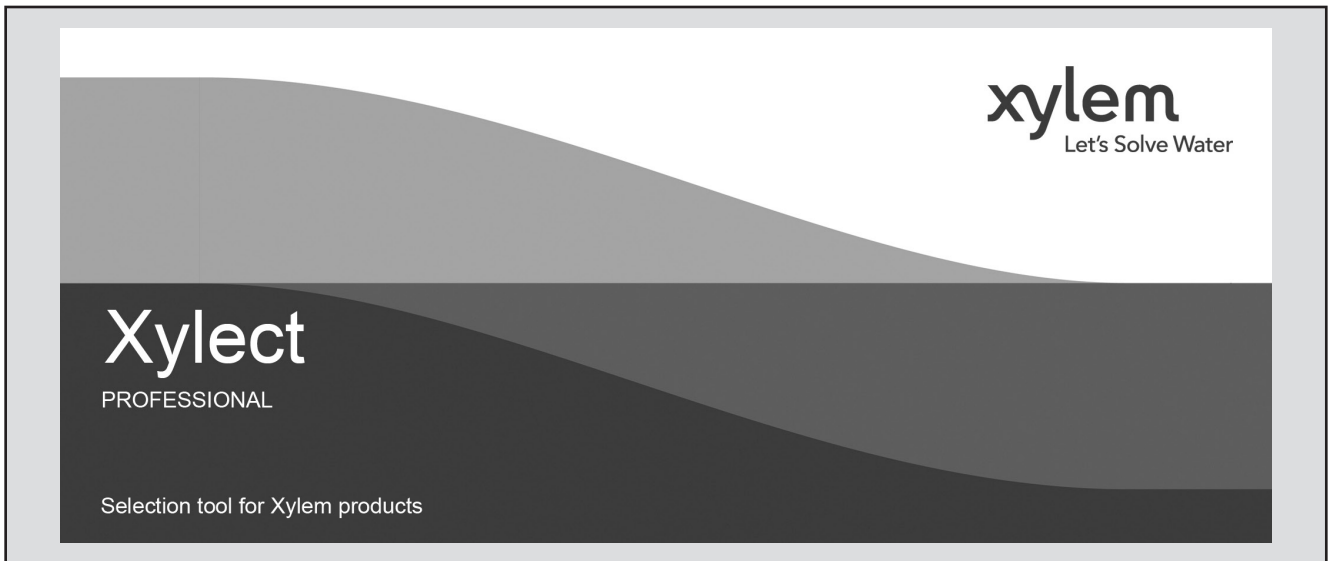 xylem
Let's Solve Water
Xylect
PROFESSIONAL
Selection tool for Xylem products